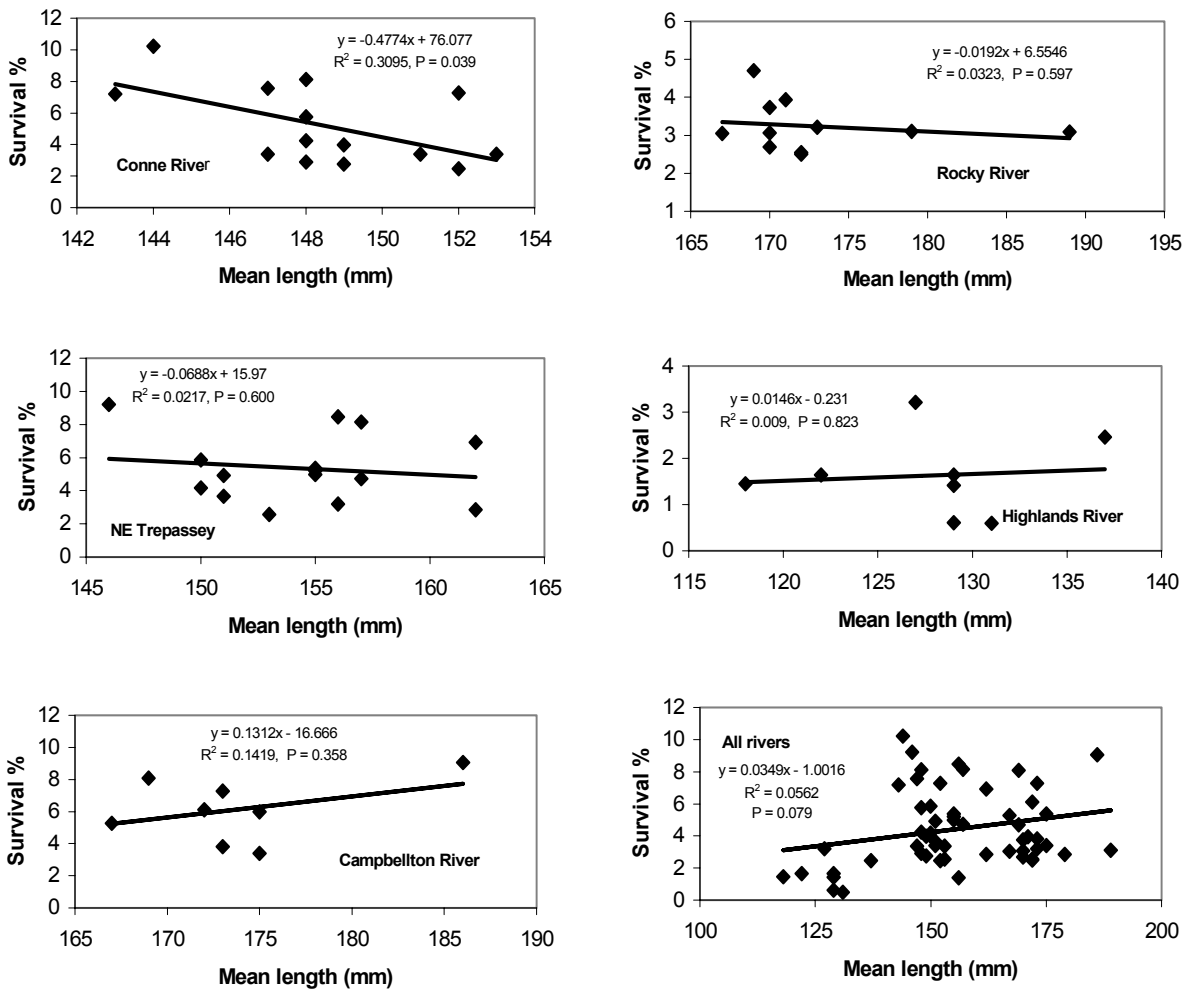 12
10
8
6
4
2
0
Survival %
y = -0.4774x + 76.077
R² = 0.3095, P = 0.039
Conne River
142 144 146 148 150 152 154
Mean length (mm)
6
5
4
3
2
1
Survival %
y = -0.0192x + 6.5546
R² = 0.0323, P = 0.597
Rocky River
165 170 175 180 185 190 195
Mean length (mm)
12
10
8
6
4
2
0
Survival %
y = -0.0688x + 15.97
R² = 0.0217, P = 0.600
NE Trepassey
145 150 155 160 165
Mean length (mm)
4
3
2
1
0
Survival %
y = 0.0146x - 0.231
R² = 0.009, P = 0.823
Highlands River
115 120 125 130 135 140
Mean length (mm)
12
10
8
6
4
2
0
Survival %
y = 0.1312x - 16.666
R² = 0.1419, P = 0.358
Campbellton River
165 170 175 180 185 190
Mean length (mm)
12
10
8
6
4
2
0
Survival %
All rivers
y = 0.0349x - 1.0016
R² = 0.0562
P = 0.079
100 125 150 175 200
Mean length (mm)